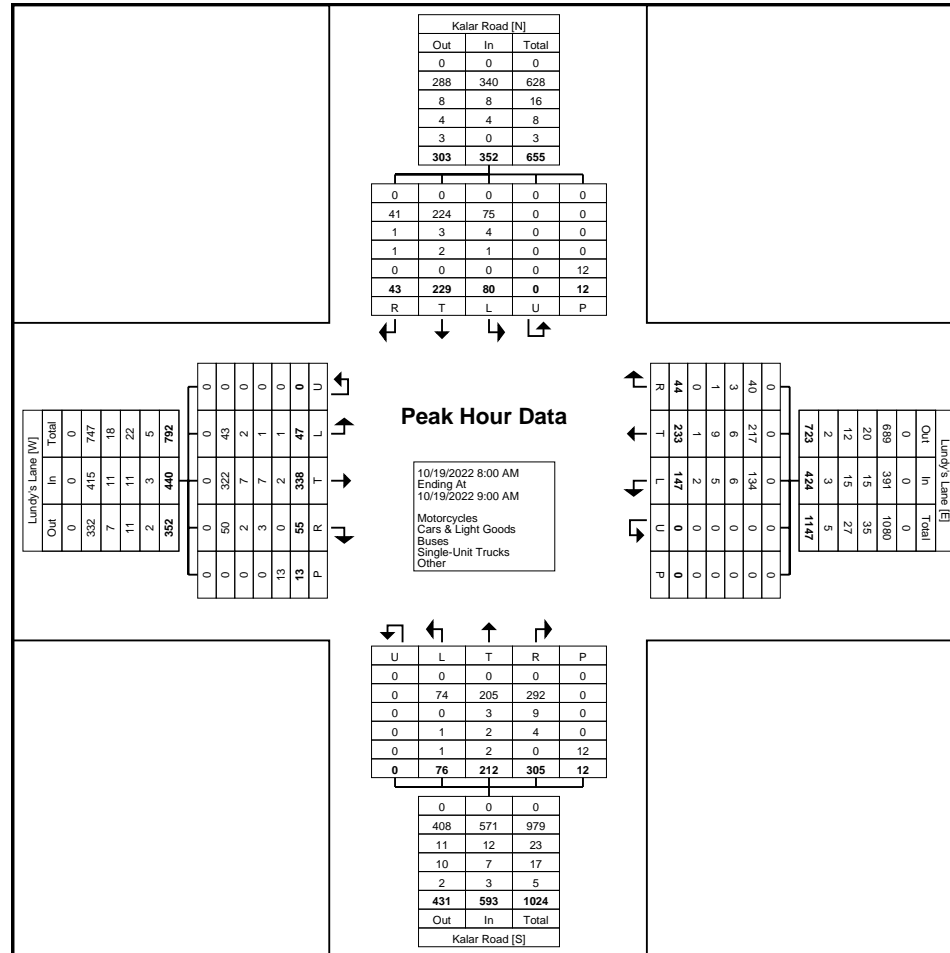 Kalar Road [N]
Out In Total
0 0 0
288 340 628
8 8 16
4 4 8
3 0 3
303 352 655
0 0 0 0 0
41 224 75 0 0
1 3 4 0 0
1 2 1 0 0
0 0 0 0 12
43 229 80 0 12
R T L U P
Lundy's Lane [W]
Out In Total
0 0 0
332 415 747
7 11 18
11 11 22
2 3 5
352 440 792
0 0 0 0 0
0 43 322 50 0
0 2 7 2 0
0 1 7 3 0
0 1 2 0 13
0 47 338 55 13
U L T R P
Peak Hour Data
10/19/2022 8:00 AM
Ending At
10/19/2022 9:00 AM
Motorcycles
Cars & Light Goods
Buses
Single-Unit Trucks
Other
Lundy's Lane [E]
Out In Total
0 0 0
689 391 1080
20 15 35
12 15 27
2 3 5
723 424 1147
0 0 0 0 0
40 217 134 0 0
3 6 6 0 0
1 9 5 0 0
0 1 2 0 0
44 233 147 0 0
R T L U P
U L T R P
0 0 0 0 0
0 74 205 292 0
0 0 3 9 0
0 1 2 4 0
0 1 2 0 12
0 76 212 305 12
0 0 0
408 571 979
11 12 23
10 7 17
2 3 5
431 593 1024
Out In Total
Kalar Road [S]